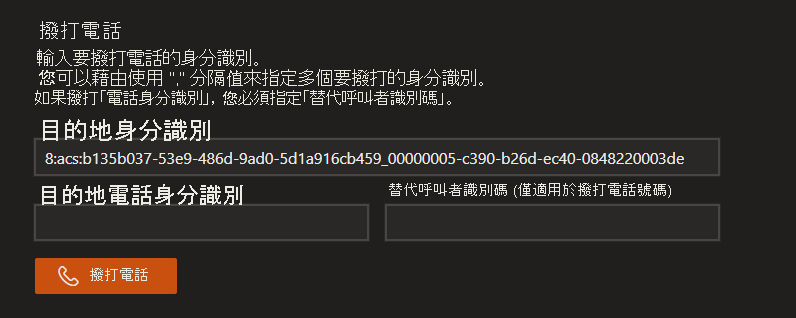 撥打電話
輸入要撥打電話的身分識別。
您可以藉由使用 "," 分隔值來指定多個要撥打的身分識別。
如果撥打「電話身分識別」，您必須指定「替代呼叫者識別碼」。
目的地身分識別
8:acs:b135b037-53e9-486d-9ad0-5d1a916cb459_00000005-c390-b26d-ec40-0848220003de
目的地電話身分識別
替代呼叫者識別碼 (僅適用於撥打電話號碼)
撥打電話